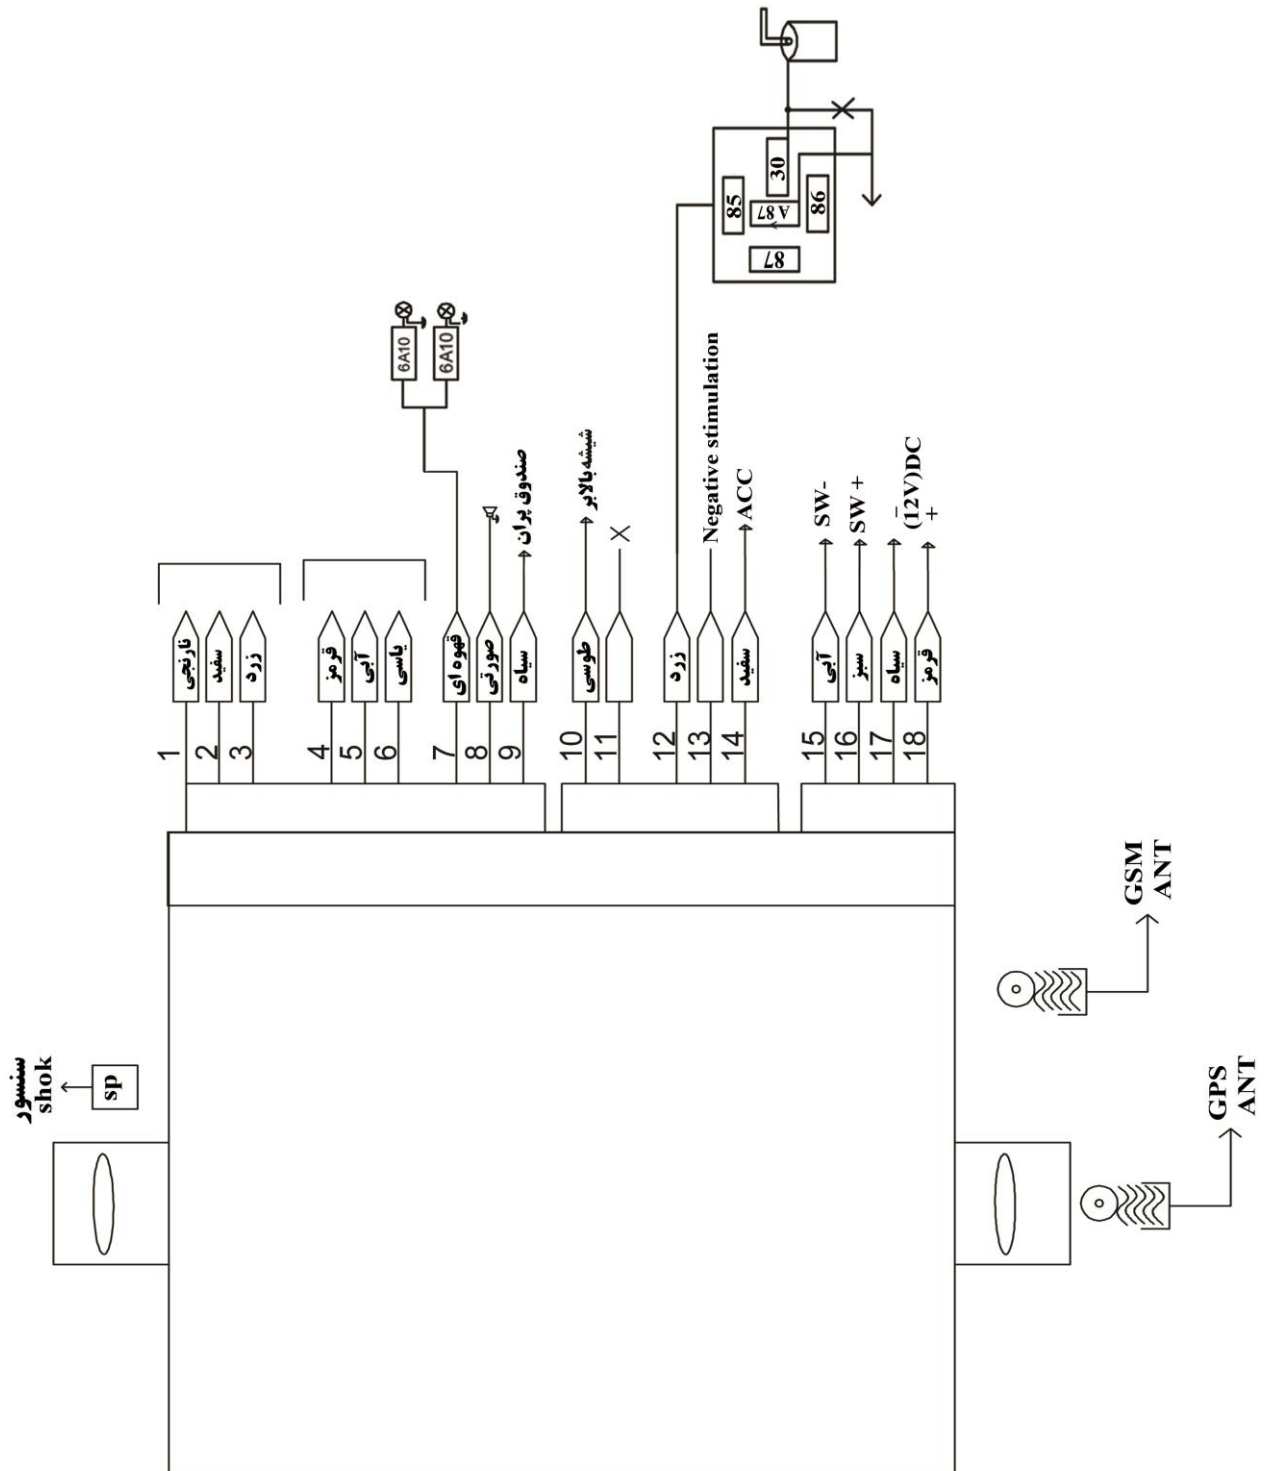 سنسور
shok
sp
1
نارنجی
2
سفید
3
زرد
4
قرمز
5
آبی
6
یاسی
7
قهوه ای
6A10
6A10
8
صورتی
9
سیاه
صندوق پران
10
طوسی
شیشه بالابر
11
X
12
زرد
85
30
A 87
86
87
13
Negative stimulation
14
سفید
ACC
15
آبی
SW-
16
سبز
SW +
17
سیاه
-
(12V)DC
+
18
قرمز
GSM
ANT
GPS
ANT